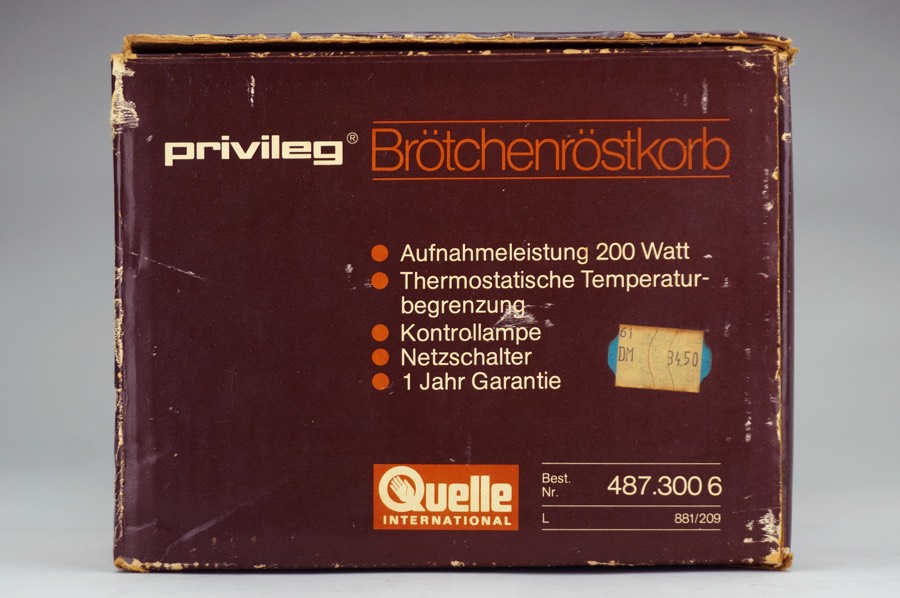 privileg® Brötchenröstkorb
● Aufnahmeleistung 200 Watt
● Thermostatische Temperatur-
begrenzung
● Kontrollampe
● Netzschalter
● 1 Jahr Garantie
61
DM 34.50
Quelle
INTERNATIONAL
Best.
Nr. 487.300 6
L 881/209